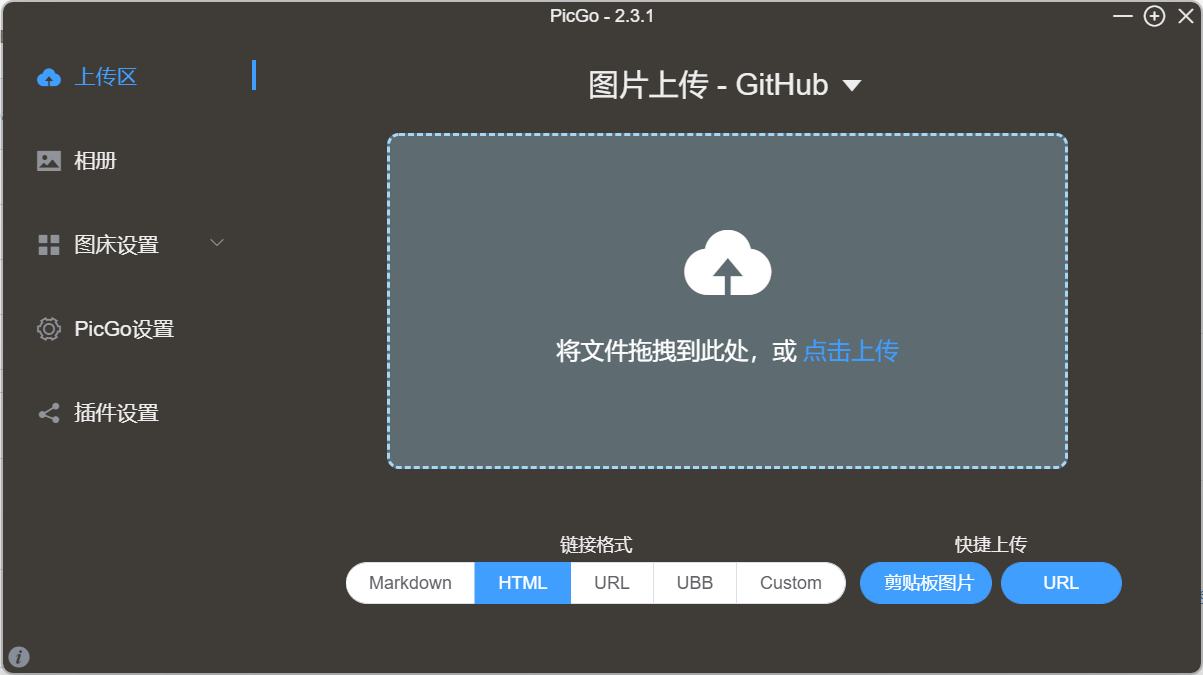 PicGo - 2.3.1
上传区
相册
图床设置
PicGo设置
插件设置
图片上传 - GitHub
将文件拖拽到此处，或 点击上传
链接格式
Markdown HTML URL UBB Custom
快捷上传
剪贴板图片 URL
i